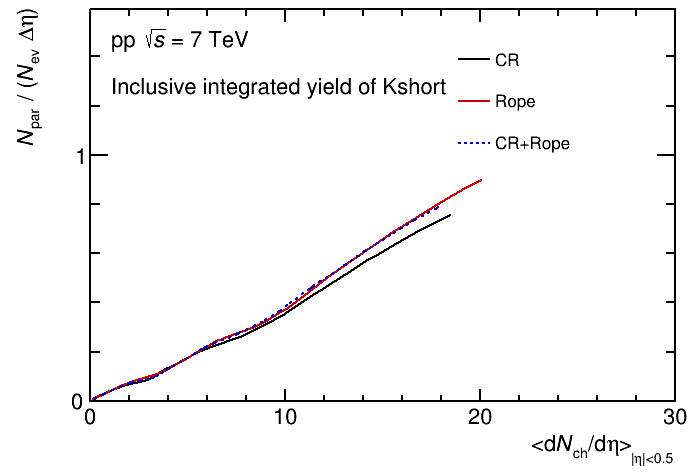 pp √s = 7 TeV
Inclusive integrated yield of Kshort
CR
Rope
CR+Rope
N_par / (N_ev Δη)
1
0
0 10 20 30
<dN_ch/dη>_|η|<0.5